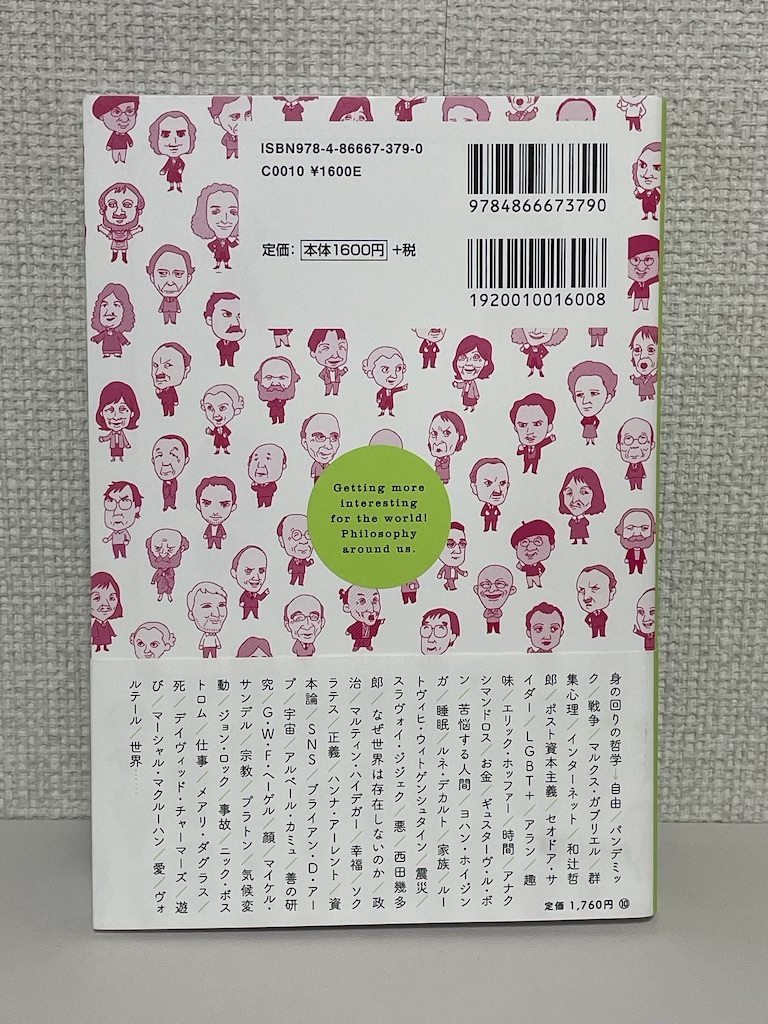 ISBN978-4-86667-379-0
C0010 ¥1600E
9784866673790
定価: 本体1600円 +税
1920010016008
Getting more
interesting
for the world!
Philosophy
around us.
身の回りの哲学→自由／パンデミッ
ク／戦争／マルクス・ガブリエル／群
集心理／インターネット／和辻哲
郎／ポスト資本主義／セオドア・サ
イダー／LGBT+／アラン／趣
味／エリック・ホッファー／時間／アナク
シマンドロス／お金／ギュスターヴ・ル・ボ
ン／苦悩する人間／ヨハン・ホイジン
ガ／睡眠／ルネ・デカルト／家族／ルー
トヴィヒ・ウィトゲンシュタイン／震災／
スラヴォイ・ジジェク／悪／西田幾多
郎／なぜ世界は存在しないのか／政
治／マルティン・ハイデガー／幸福／ソク
ラテス／正義／ハンナ・アーレント／資
本論／SNS／ブライアン・D・アー
プ／宇宙／アルベール・カミュ／善の研
究／G・W・F・ヘーゲル／顔／マイケル・
サンデル／宗教／プラトン／気候変
動／ジョン・ロック／事故／ニック・ボス
トロム／仕事／メアリ・ダグラス／
死／デイヴィッド・チャーマーズ／遊
び／マーシャル・マクルーハン／愛／ヴォ
ルテール／世界……
定価 1,760円 ⑩